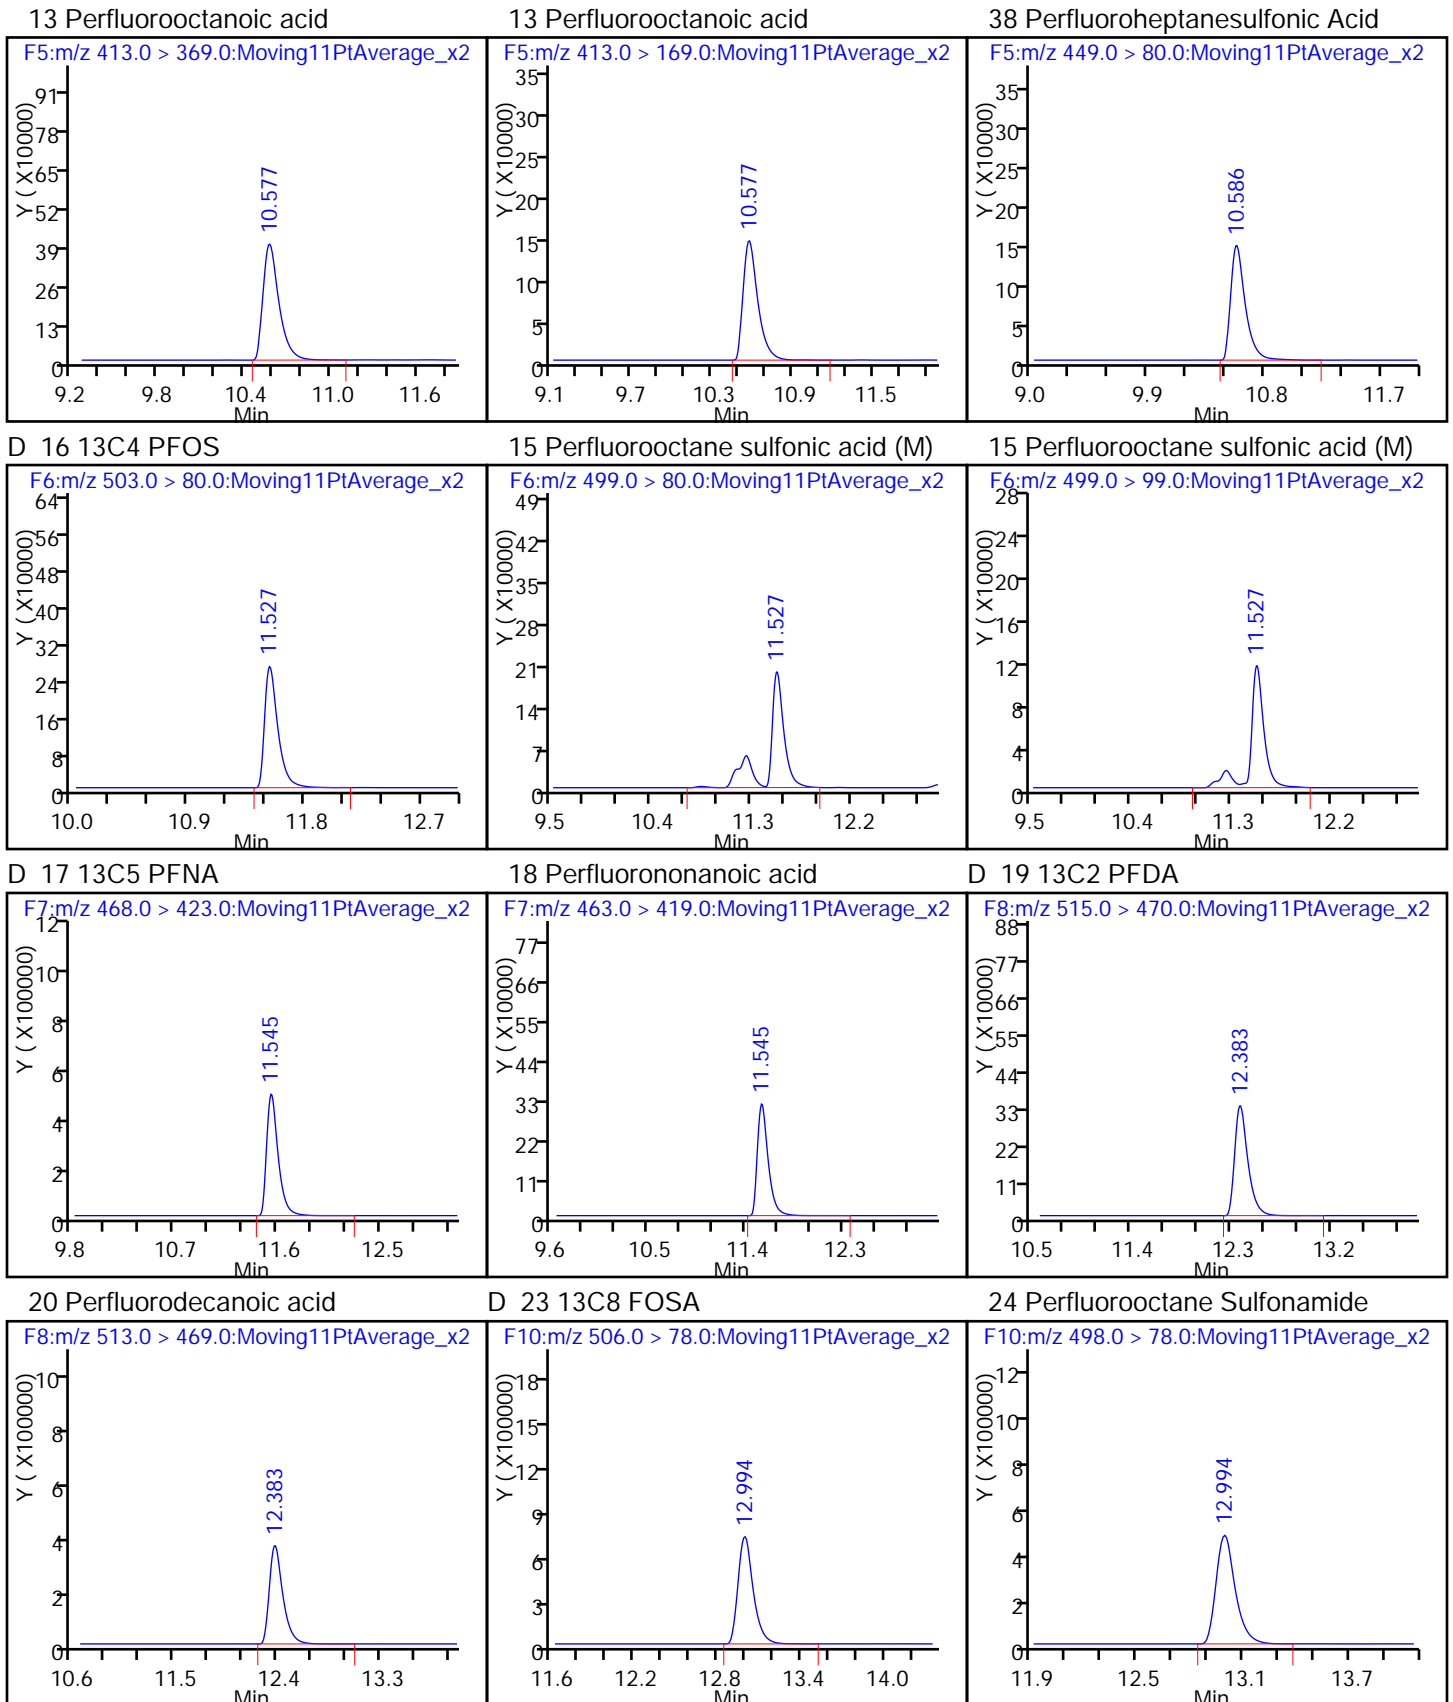 13 Perfluorooctanoic acid
F5:m/z 413.0 > 369.0:Moving11PtAverage_x2
Y ( X10000)
91
78
65
52
39
26
13
0
10.577
9.2 9.8 10.4 11.0 11.6
Min
13 Perfluorooctanoic acid
F5:m/z 413.0 > 169.0:Moving11PtAverage_x2
Y ( X10000)
35
30
25
20
15
10
5
0
10.577
9.1 9.7 10.3 10.9 11.5
Min
38 Perfluoroheptanesulfonic Acid
F5:m/z 449.0 > 80.0:Moving11PtAverage_x2
Y ( X10000)
35
30
25
20
15
10
5
0
10.586
9.0 9.9 10.8 11.7
Min
D 16 13C4 PFOS
F6:m/z 503.0 > 80.0:Moving11PtAverage_x2
Y ( X10000)
64
56
48
40
32
24
16
8
0
11.527
10.0 10.9 11.8 12.7
Min
15 Perfluorooctane sulfonic acid (M)
F6:m/z 499.0 > 80.0:Moving11PtAverage_x2
Y ( X10000)
49
42
35
28
21
14
7
0
11.527
9.5 10.4 11.3 12.2
Min
15 Perfluorooctane sulfonic acid (M)
F6:m/z 499.0 > 99.0:Moving11PtAverage_x2
Y ( X10000)
28
24
20
16
12
8
4
0
11.527
9.5 10.4 11.3 12.2
Min
D 17 13C5 PFNA
F7:m/z 468.0 > 423.0:Moving11PtAverage_x2
Y ( X100000)
12
10
8
6
4
2
0
11.545
9.8 10.7 11.6 12.5
Min
18 Perfluorononanoic acid
F7:m/z 463.0 > 419.0:Moving11PtAverage_x2
Y ( X10000)
77
66
55
44
33
22
11
0
11.545
9.6 10.5 11.4 12.3
Min
D 19 13C2 PFDA
F8:m/z 515.0 > 470.0:Moving11PtAverage_x2
Y ( X10000)
88
77
66
55
44
33
22
11
0
12.383
10.5 11.4 12.3 13.2
Min
20 Perfluorodecanoic acid
F8:m/z 513.0 > 469.0:Moving11PtAverage_x2
Y ( X100000)
10
8
6
4
2
0
12.383
10.6 11.5 12.4 13.3
Min
D 23 13C8 FOSA
F10:m/z 506.0 > 78.0:Moving11PtAverage_x2
Y ( X100000)
18
15
12
9
6
3
0
12.994
11.6 12.2 12.8 13.4 14.0
Min
24 Perfluorooctane Sulfonamide
F10:m/z 498.0 > 78.0:Moving11PtAverage_x2
Y ( X100000)
12
10
8
6
4
2
0
12.994
11.9 12.5 13.1 13.7
Min